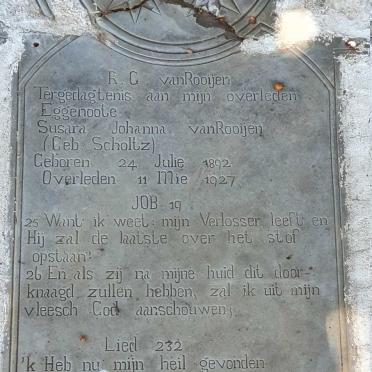 R. G. vanRooijen
Tergedagtenis aan mijn overleden
Eggenoote
Susara Johanna vanRooijen
(Geb Scholtz)
Geboren 24 Julie 1892
Overleden 11 Mie 1927
JOB 19
25 Want ik weet: mijn Verlosser leeft en
Hij zal de laatste over het stof
opstaan;
26 En als zij na mijne huid dit door-
knaagd zullen hebben, zal ik uit mijn
vleesch God aanschouwen;
Lied 232
'k Heb nu mijn heil gevonden